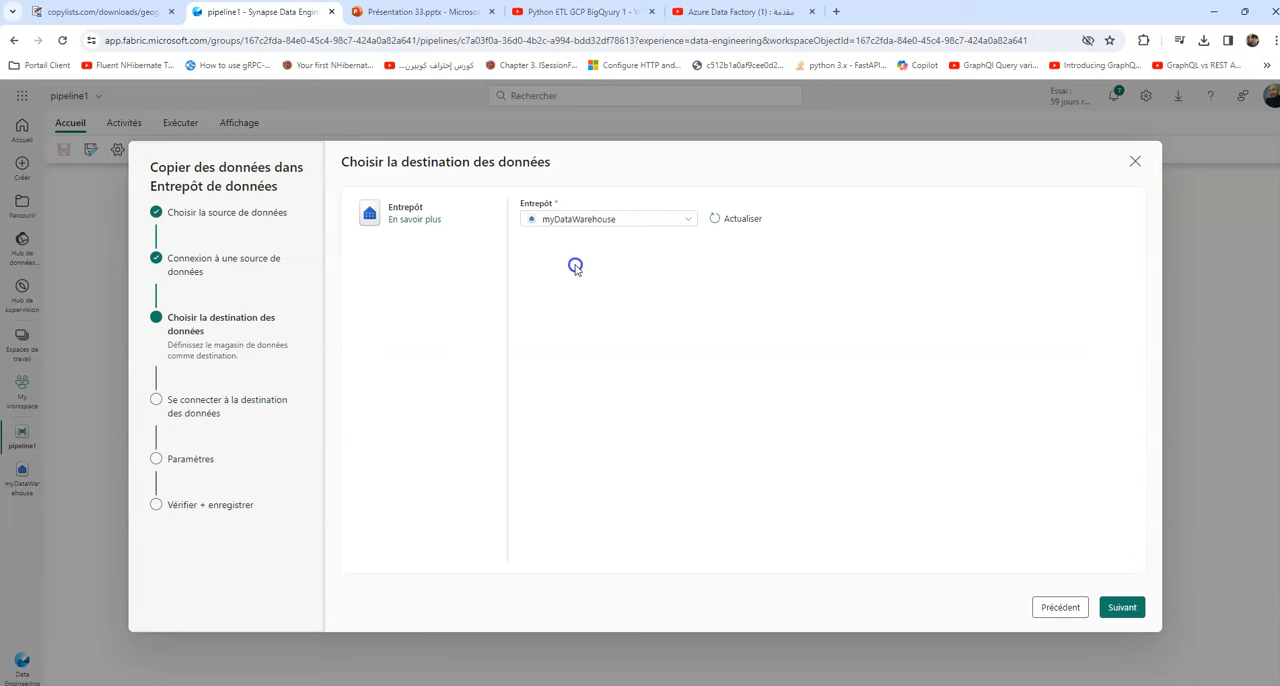 copylists.com/downloads/geog
pipeline1 - Synapse Data Engine
Présentation 33.pptx - Microsof
Python ETL GCP BigQyury 1 - Y
Azure Data Factory (1) : مقدمة
app.fabric.microsoft.com/groups/167c2fda-84e0-45c4-98c7-424a0a82a641/pipelines/c7a03f0a-36d0-4b2c-a994-bdd32df78613?experience=data-engineering&workspaceObjectId=167c2fda-84e0-45c4-98c7-424a0a82a641
Portail Client
Fluent NHibernate T...
How to use gRPC-...
Your first NHibernat...
كورس إحتراف كويبرن...
Chapter 3. ISessionF...
Configure HTTP and...
c512b1a0af9cee0d2...
python 3.x - FastAPI...
Copilot
GraphQl Query vari...
Introducing GraphQ...
GraphQL vs REST A...
pipeline1
Rechercher
Essai :
59 jours r...
7
Accueil
Activités
Exécuter
Affichage
Accueil
Créer
Parcourir
Hub de
données...
Hub de
supervision
Espaces de
travail
My
workspace
pipeline1
myDataWar
ehouse
Data
Engineering
Copier des données dans
Entrepôt de données
Choisir la source de données
Connexion à une source de
données
Choisir la destination des
données
Définissez le magasin de données
comme destination.
Se connecter à la destination
des données
Paramètres
Vérifier + enregistrer
Choisir la destination des données
Entrepôt
En savoir plus
Entrepôt *
myDataWarehouse
Actualiser
Précédent
Suivant